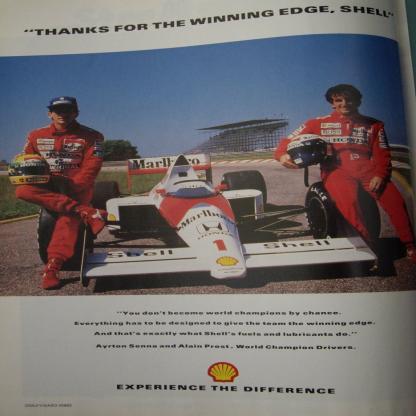 "THANKS FOR THE WINNING EDGE, SHELL"
Marlboro
Marlboro
HONDA
1
Shell
Shell
"You don't become world champions by chance.
Everything has to be designed to give the team the winning edge.
And that's exactly what Shell's fuels and lubricants do."
Ayrton Senna and Alain Prost, World Champion Drivers.
EXPERIENCE THE DIFFERENCE